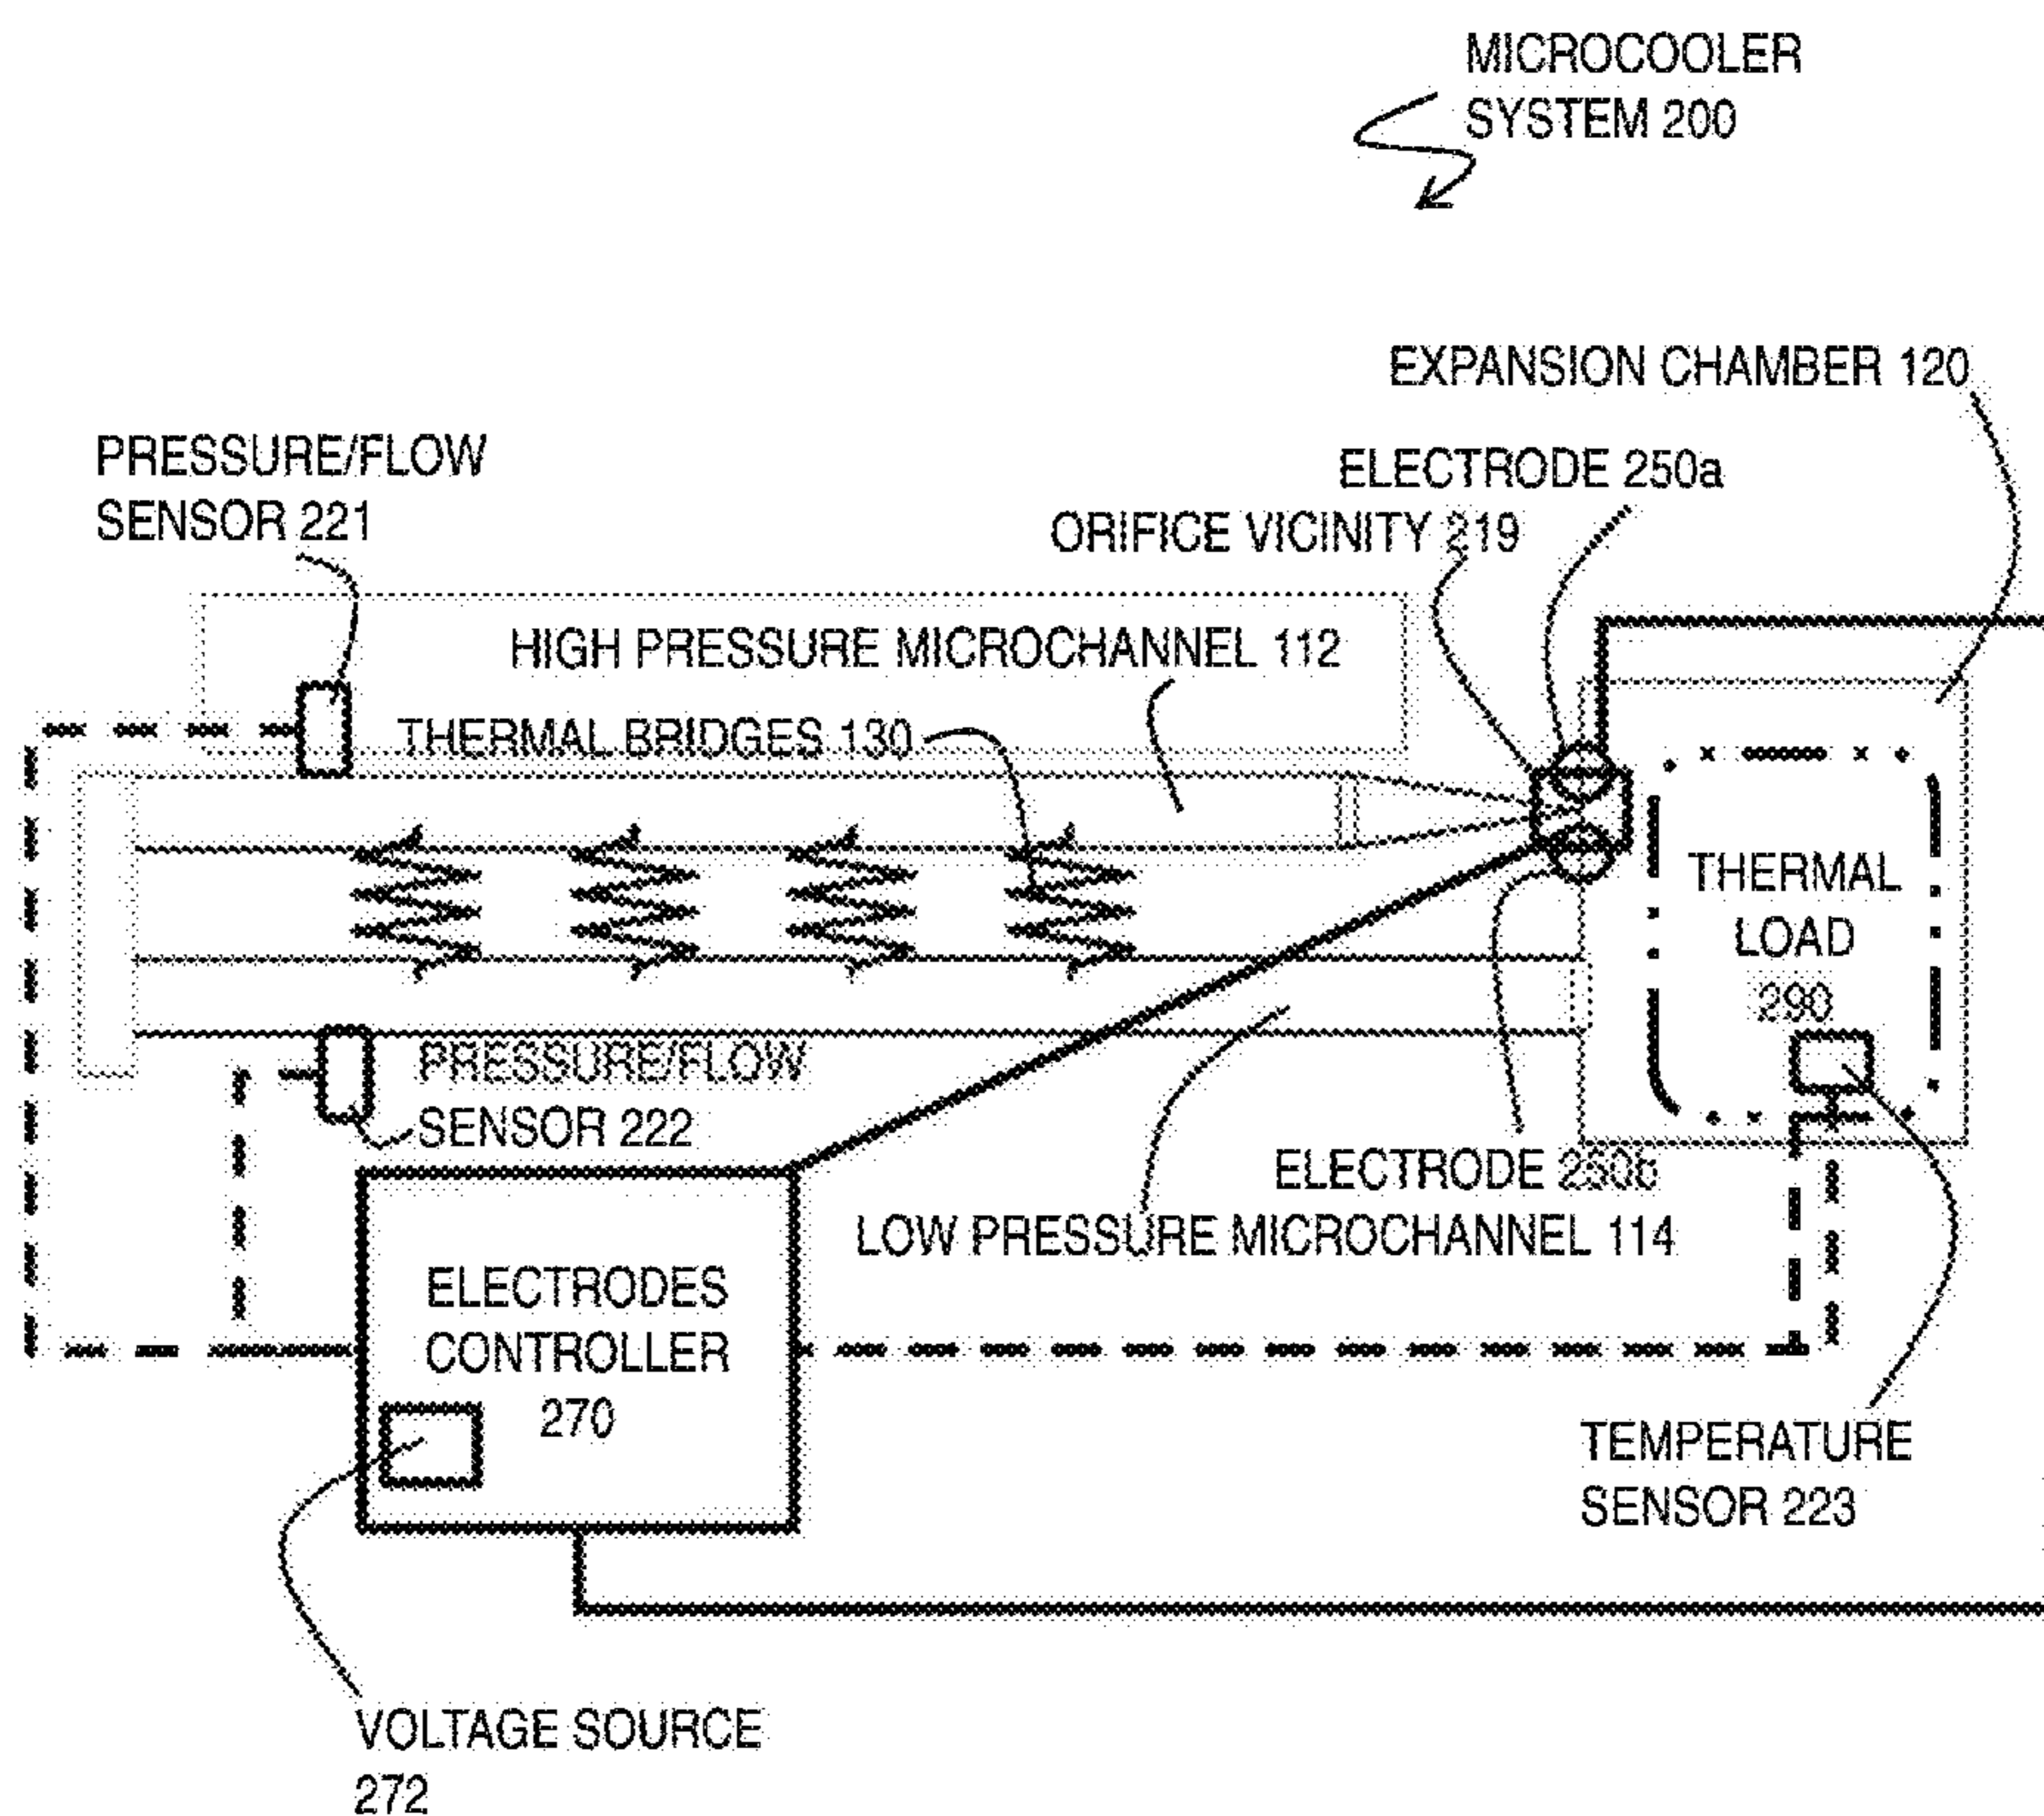 MICROCOOLER
SYSTEM 200
EXPANSION CHAMBER 120
PRESSURE/FLOW
SENSOR 221
ELECTRODE 250a
ORIFICE VICINITY 219
HIGH PRESSURE MICROCHANNEL 112
THERMAL BRIDGES 130
THERMAL
LOAD
290
PRESSURE/FLOW
SENSOR 222
ELECTRODE 250b
LOW PRESSURE MICROCHANNEL 114
ELECTRODES
CONTROLLER
270
TEMPERATURE
SENSOR 223
VOLTAGE SOURCE
272